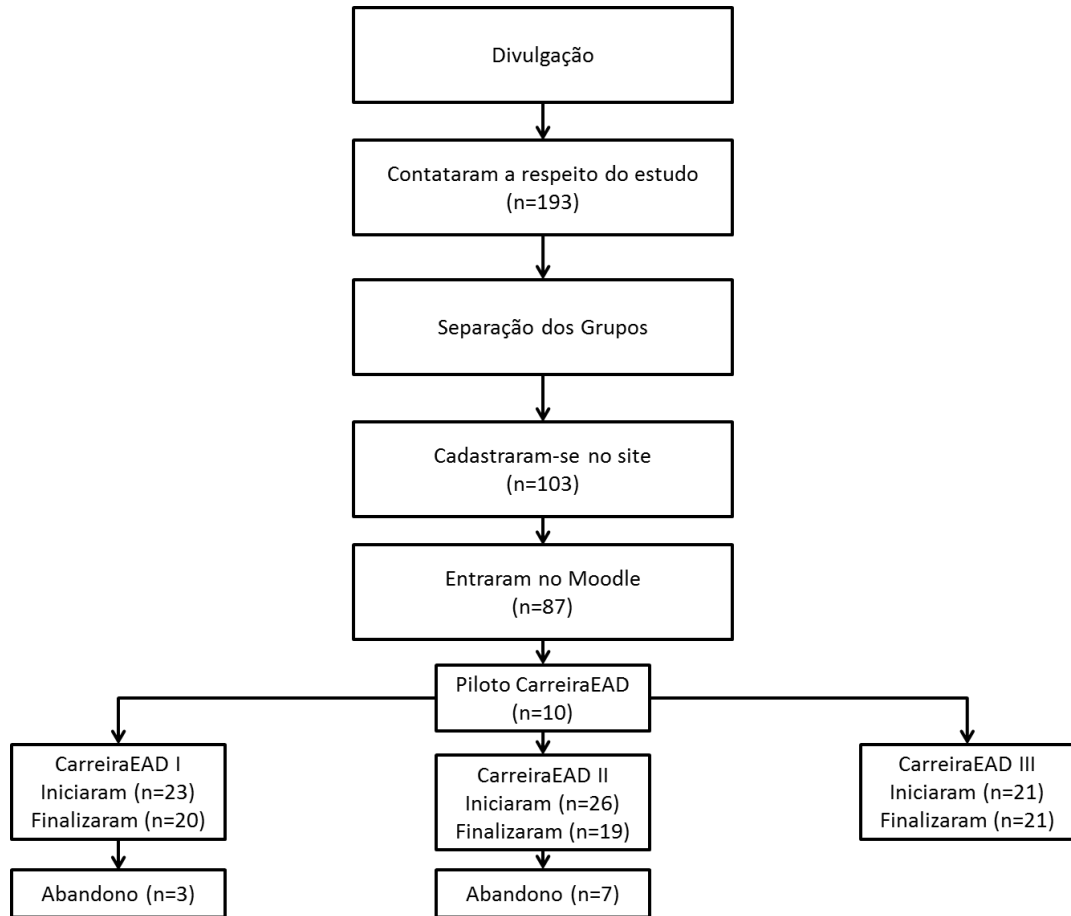 Divulgação
Contataram a respeito do estudo
(n=193)
Separação dos Grupos
Cadastraram-se no site
(n=103)
Entraram no Moodle
(n=87)
Piloto CarreiraEAD
(n=10)
CarreiraEAD I
Iniciaram (n=23)
Finalizaram (n=20)
Abandono (n=3)
CarreiraEAD II
Iniciaram (n=26)
Finalizaram (n=19)
Abandono (n=7)
CarreiraEAD III
Iniciaram (n=21)
Finalizaram (n=21)